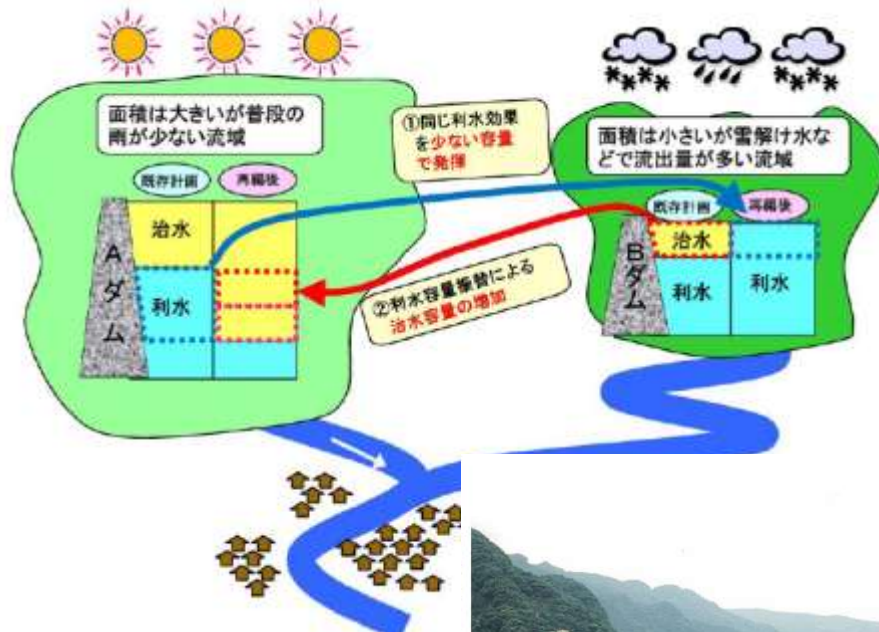 面積は大きいが普段の
雨が少ない流域
既存計画
再編後
Aダム
治水
利水
①同じ利水効果
を少ない容量
で発揮
②利水容量振替による
治水容量の増加
面積は小さいが雪解け水な
どで流出量が多い流域
既存計画
再編後
Bダム
治水
利水
利水